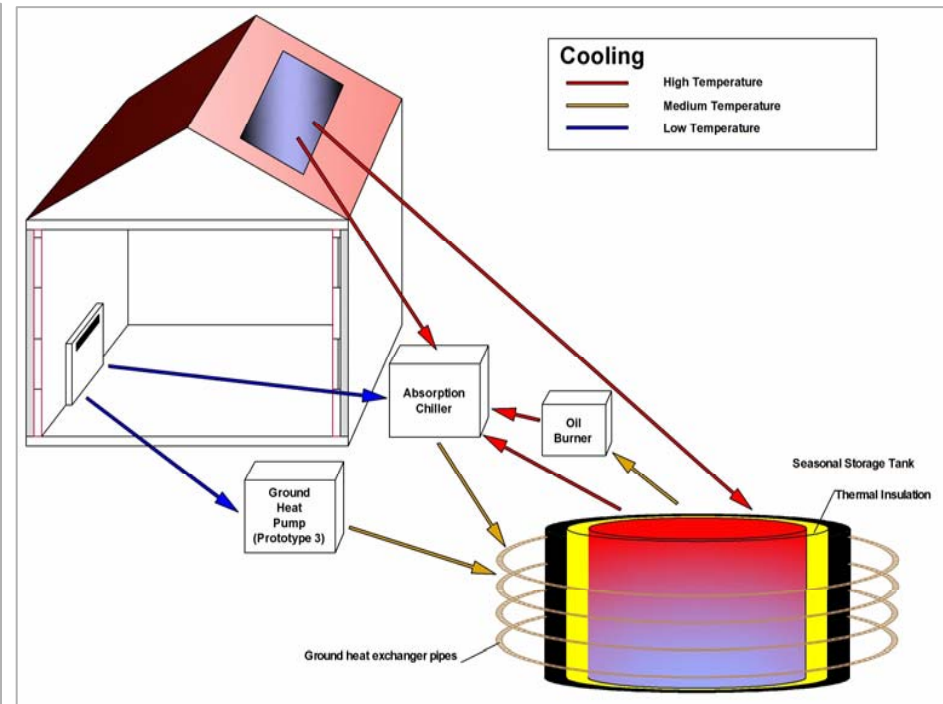 Cooling
High Temperature
Medium Temperature
Low Temperature
Absorption
Chiller
Oil
Burner
Seasonal Storage Tank
Thermal Insulation
Ground
Heat
Pump
(Prototype 3)
Ground heat exchanger pipes